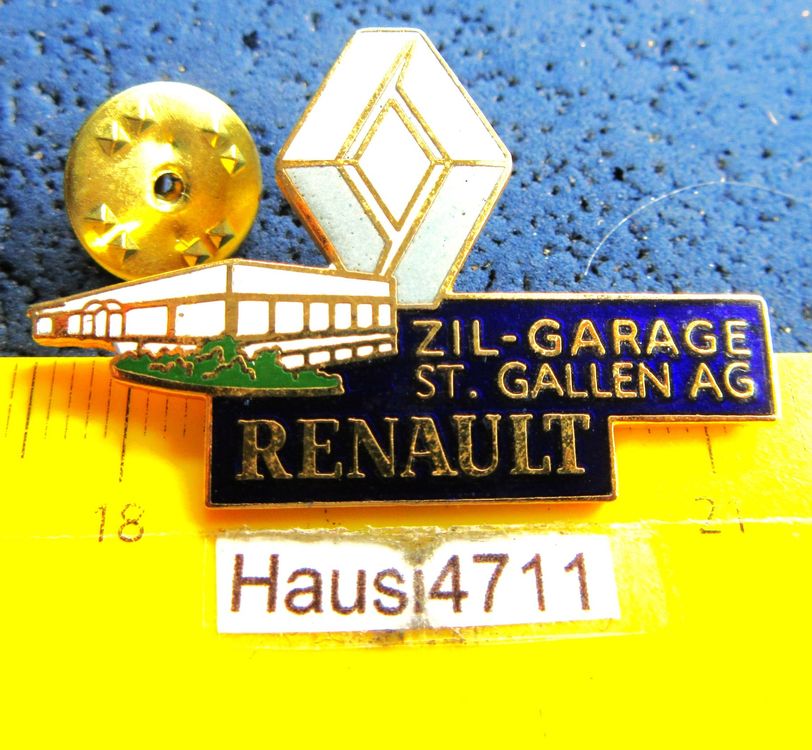 ZIL-GARAGE
ST. GALLEN AG
RENAULT
18
21
Hausi4711